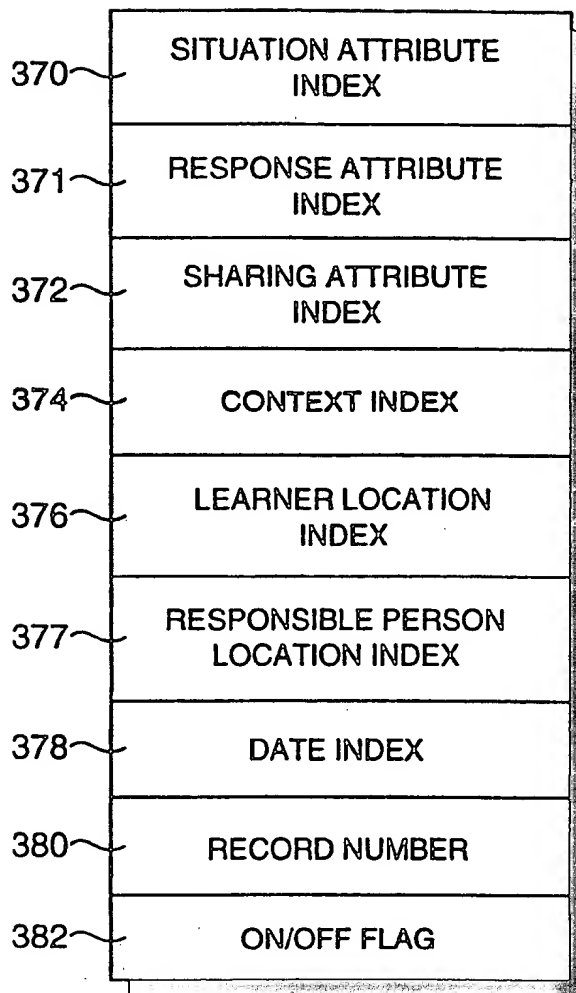 370 SITUATION ATTRIBUTE
INDEX
371 RESPONSE ATTRIBUTE
INDEX
372 SHARING ATTRIBUTE
INDEX
374 CONTEXT INDEX
376 LEARNER LOCATION
INDEX
377 RESPONSIBLE PERSON
LOCATION INDEX
378 DATE INDEX
380 RECORD NUMBER
382 ON/OFF FLAG